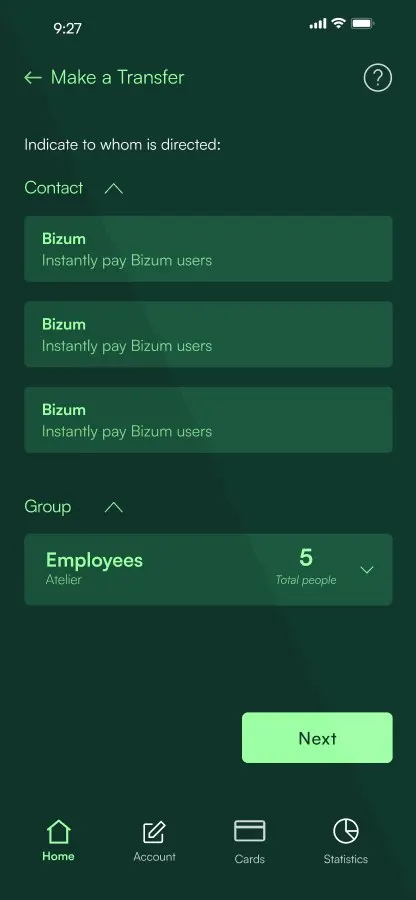 9:27
← Make a Transfer ?
Indicate to whom is directed:
Contact
Bizum
Instantly pay Bizum users
Bizum
Instantly pay Bizum users
Bizum
Instantly pay Bizum users
Group
Employees 5
Atelier Total people
Next
Home Account Cards Statistics